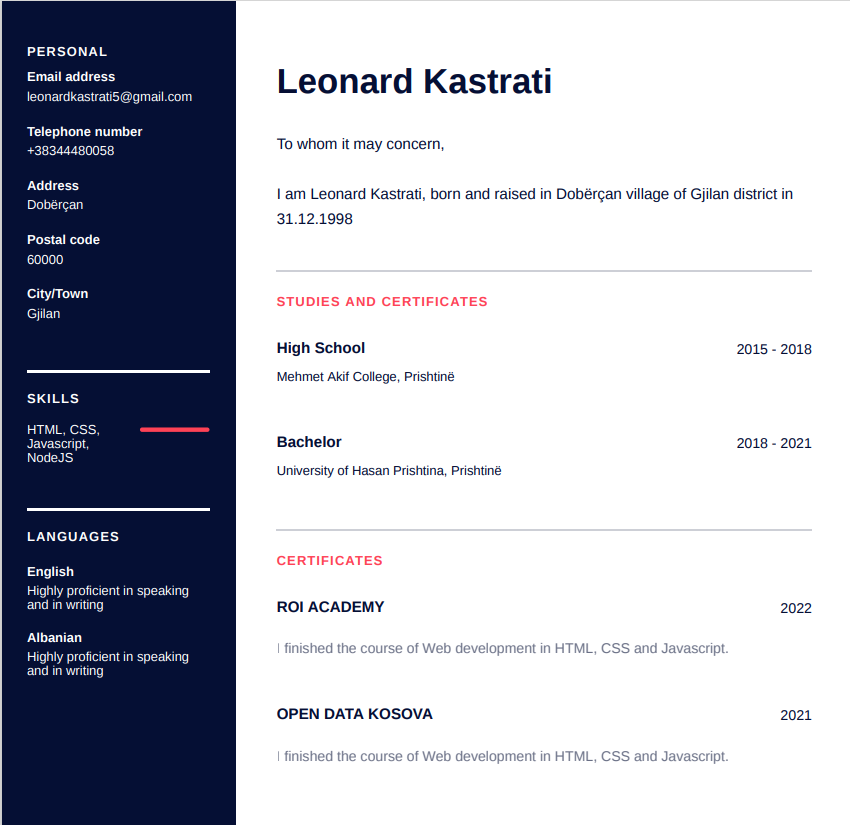 PERSONAL
Email address
leonardkastrati5@gmail.com
Telephone number
+38344480058
Address
Dobërçan
Postal code
60000
City/Town
Gjilan
SKILLS
HTML, CSS,
Javascript,
NodeJS
LANGUAGES
English
Highly proficient in speaking
and in writing
Albanian
Highly proficient in speaking
and in writing
Leonard Kastrati
To whom it may concern,
I am Leonard Kastrati, born and raised in Dobërçan village of Gjilan district in
31.12.1998
STUDIES AND CERTIFICATES
High School 2015 - 2018
Mehmet Akif College, Prishtinë
Bachelor 2018 - 2021
University of Hasan Prishtina, Prishtinë
CERTIFICATES
ROI ACADEMY 2022
I finished the course of Web development in HTML, CSS and Javascript.
OPEN DATA KOSOVA 2021
I finished the course of Web development in HTML, CSS and Javascript.